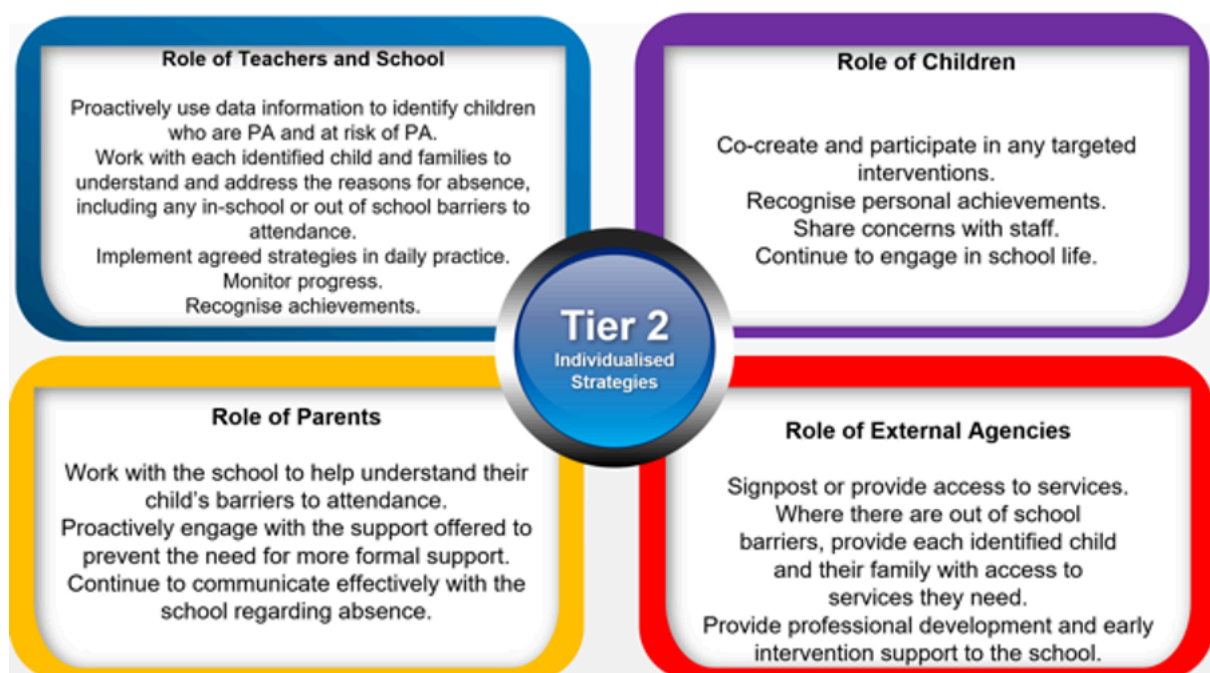 Role of Teachers and School
Proactively use data information to identify children
who are PA and at risk of PA.
Work with each identified child and families to
understand and address the reasons for absence,
including any in-school or out of school barriers to
attendance.
Implement agreed strategies in daily practice.
Monitor progress.
Recognise achievements.
Role of Children
Co-create and participate in any targeted
interventions.
Recognise personal achievements.
Share concerns with staff.
Continue to engage in school life.
Tier 2
Individualised
Strategies
Role of Parents
Work with the school to help understand their
child's barriers to attendance.
Proactively engage with the support offered to
prevent the need for more formal support.
Continue to communicate effectively with the
school regarding absence.
Role of External Agencies
Signpost or provide access to services.
Where there are out of school
barriers, provide each identified child
and their family with access to
services they need.
Provide professional development and early
intervention support to the school.